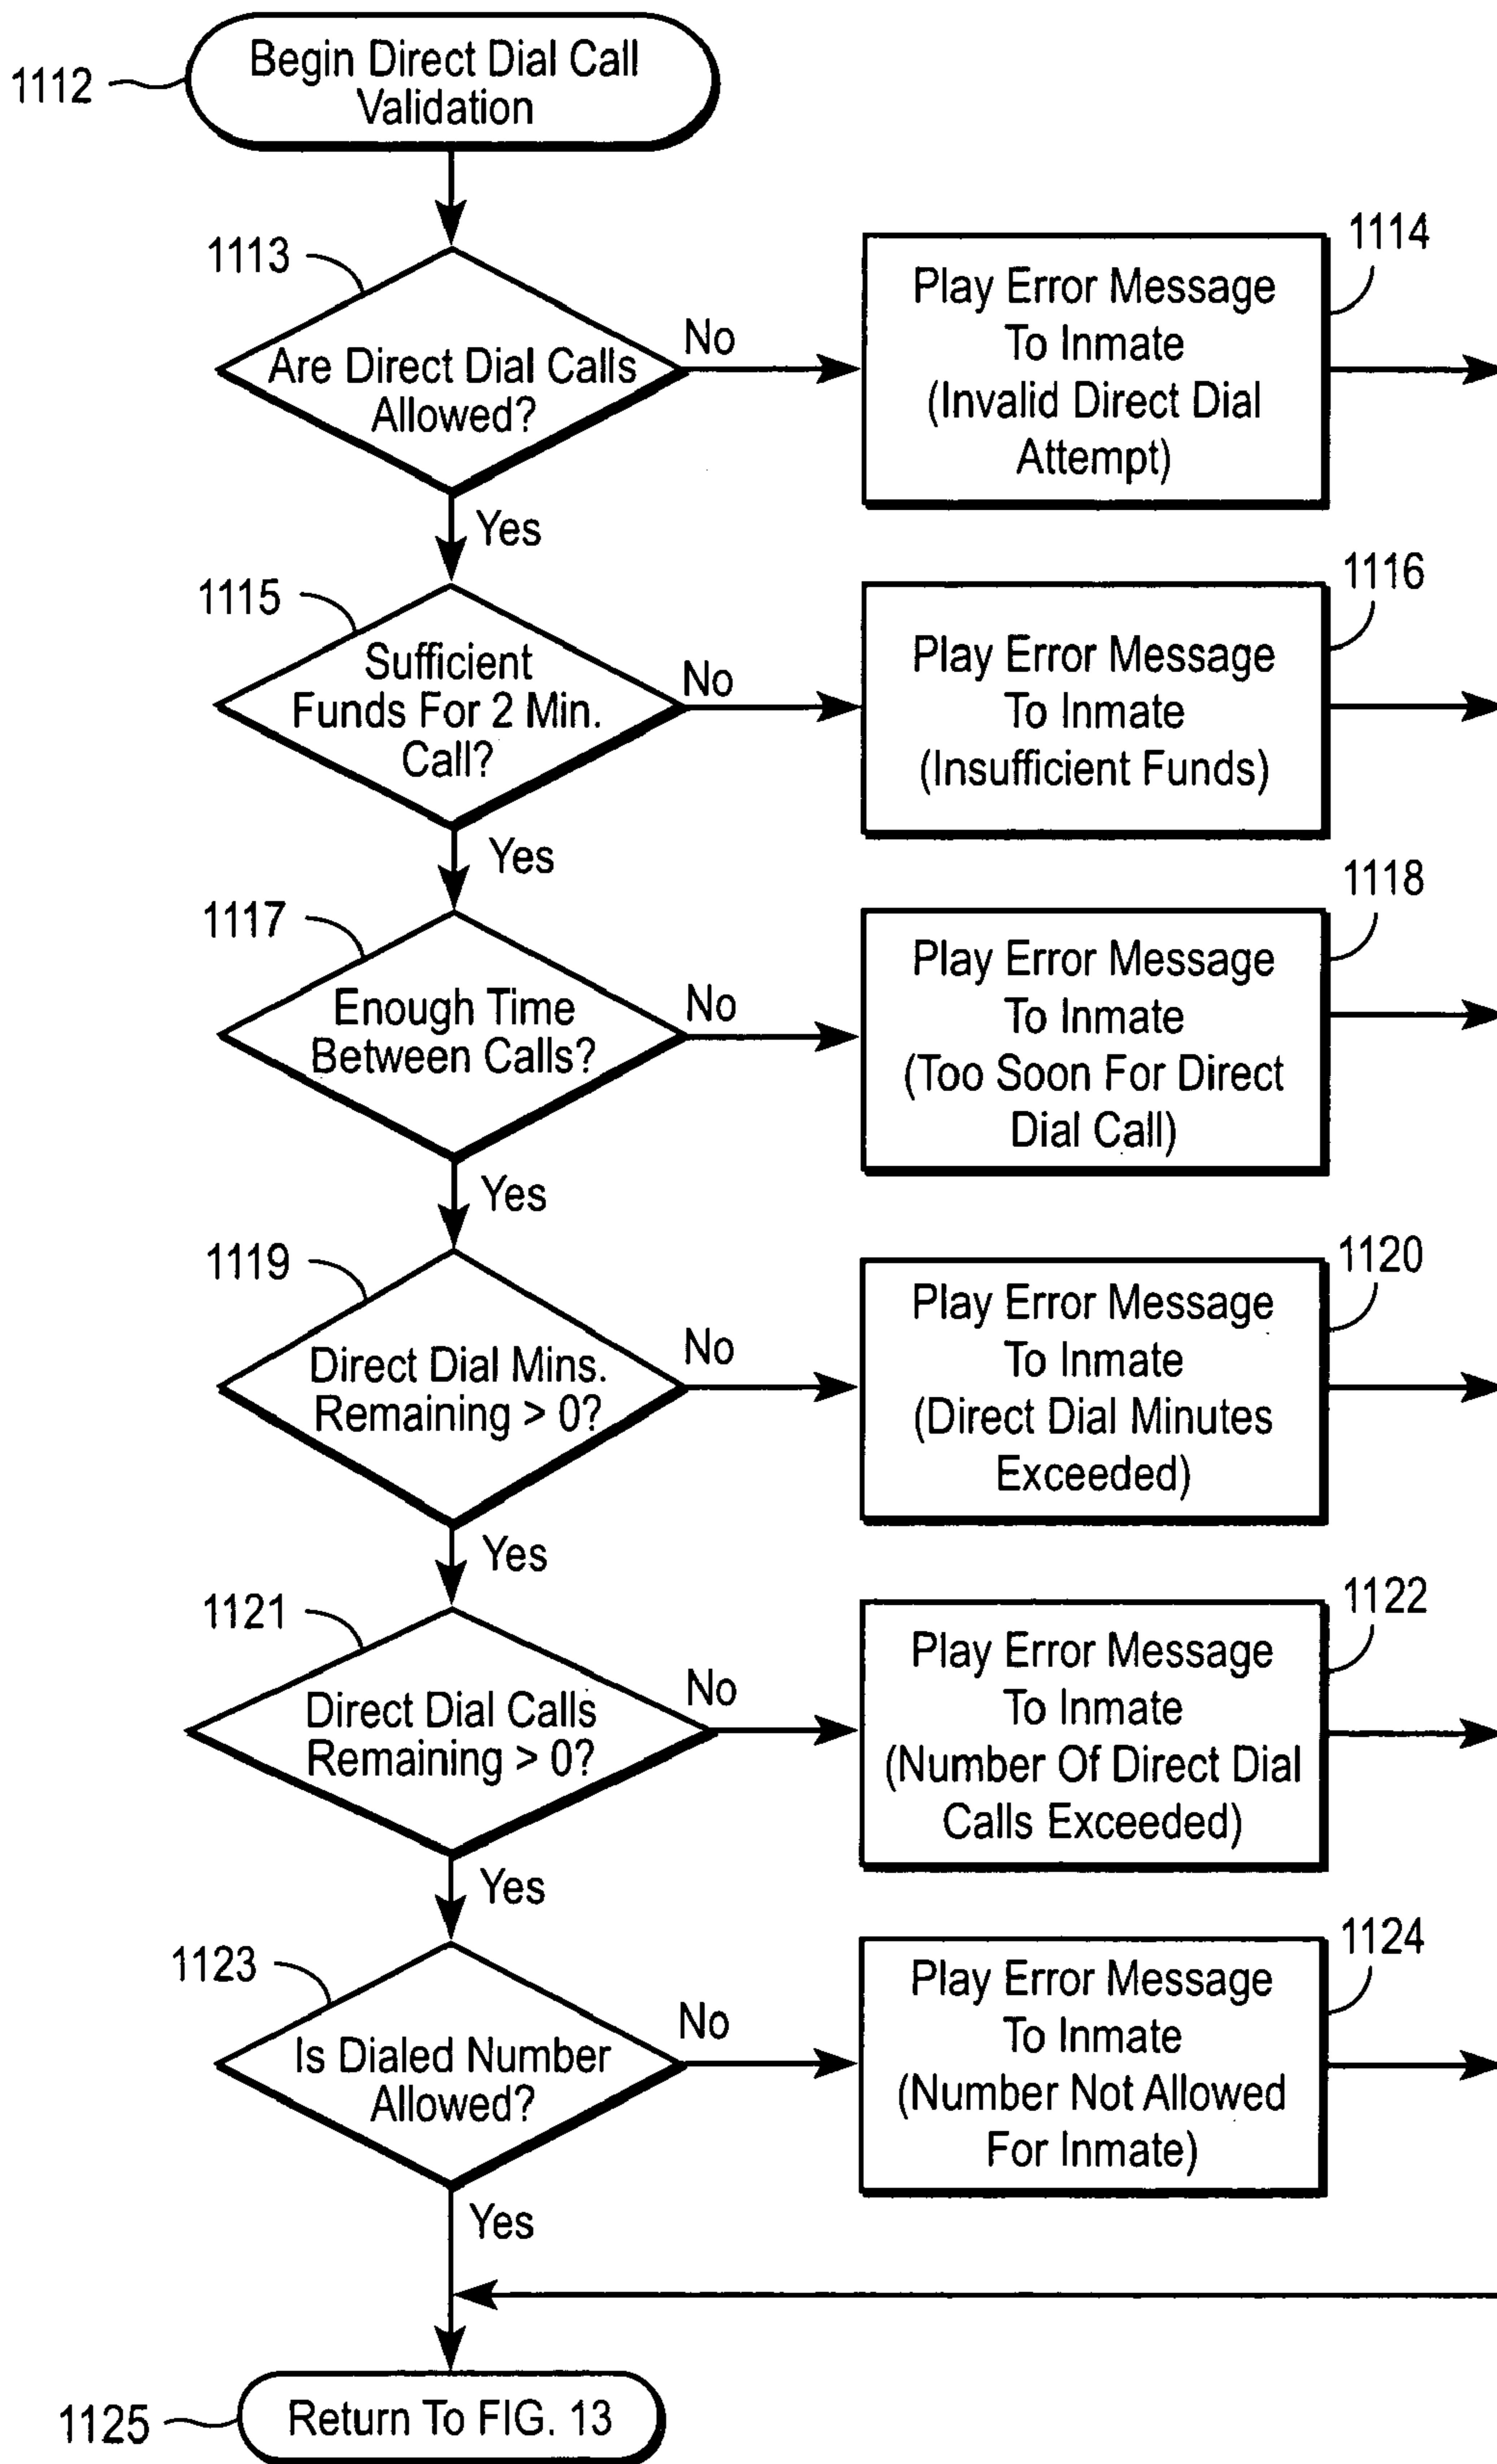 Begin Direct Dial Call
Validation
1112
1113
Are Direct Dial Calls
Allowed?
No
1114
Play Error Message
To Inmate
(Invalid Direct Dial
Attempt)
Yes
1115
Sufficient
Funds For 2 Min.
Call?
No
1116
Play Error Message
To Inmate
(Insufficient Funds)
Yes
1117
Enough Time
Between Calls?
No
1118
Play Error Message
To Inmate
(Too Soon For Direct
Dial Call)
Yes
1119
Direct Dial Mins.
Remaining > 0?
No
1120
Play Error Message
To Inmate
(Direct Dial Minutes
Exceeded)
Yes
1121
Direct Dial Calls
Remaining > 0?
No
1122
Play Error Message
To Inmate
(Number Of Direct Dial
Calls Exceeded)
Yes
1123
Is Dialed Number
Allowed?
No
1124
Play Error Message
To Inmate
(Number Not Allowed
For Inmate)
Yes
1125
Return To FIG. 13